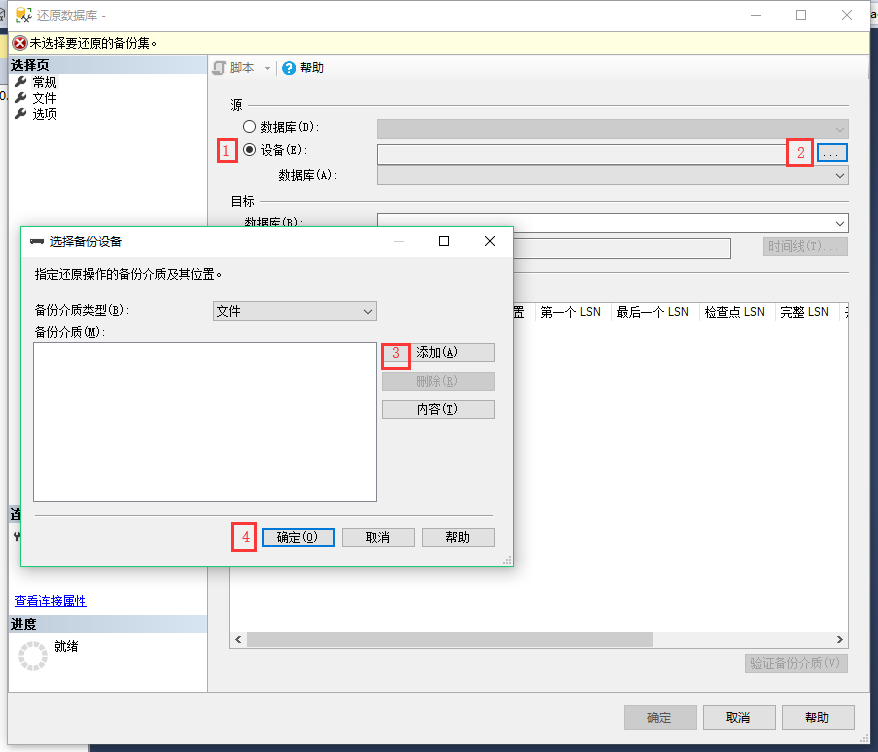 还原数据库 -
未选择要还原的备份集。
选择页
常规
文件
选项
脚本
帮助
源
数据库(D):
1
设备(E):
2
...
数据库(A):
目标
数据库(B):
时间线(T)...
置
第一个 LSN
最后一个 LSN
检查点 LSN
完整 LSN
选择备份设备
指定还原操作的备份介质及其位置。
备份介质类型(B):
文件
备份介质(M):
3
添加(A)
删除(R)
内容(T)
4
确定(O)
取消
帮助
查看连接属性
进度
就绪
验证备份介质(V)
确定
取消
帮助